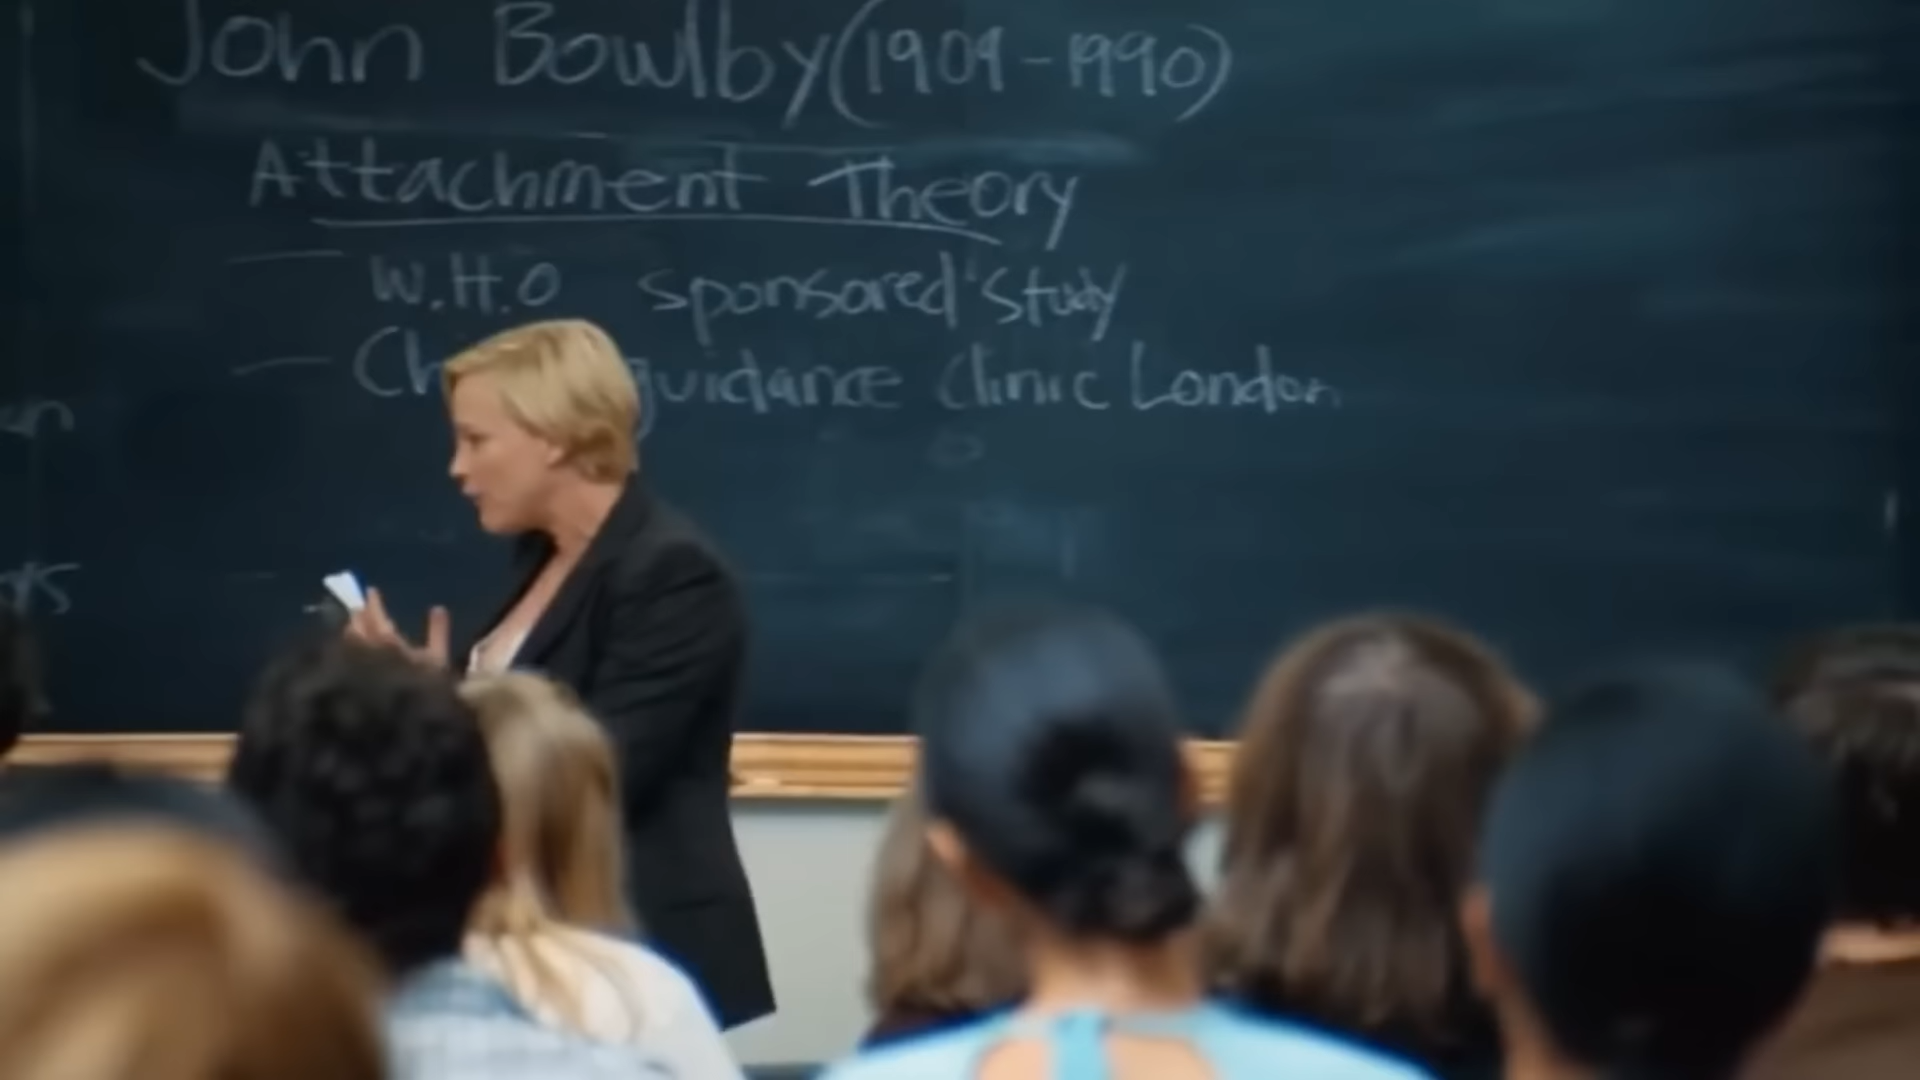 John Bowlby (1909-1990)
Attachment Theory
- W.H.O sponsored study
- guidance clinic London